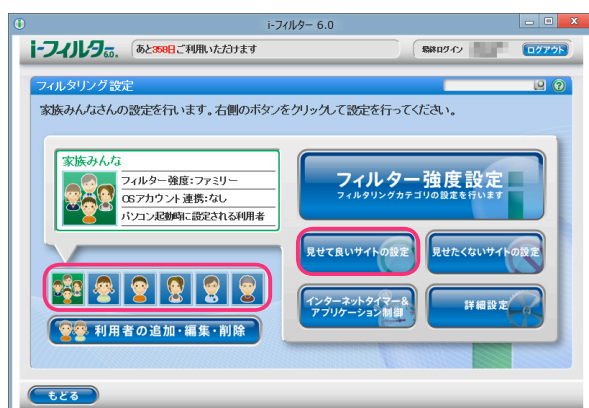 i-フィルター 6.0
i-フィルター6.0.
あと358日ご利用いただけます
最終ログイン
ログアウト
フィルタリング設定
家族みんなさんの設定を行います。右側のボタンをクリックして設定を行ってください。
家族みんな
フィルター強度:ファミリー
OSアカウント連携:なし
パソコン起動時に設定される利用者
フィルター強度設定
フィルタリングカテゴリの設定を行います
見せて良いサイトの設定
見せたくないサイトの設定
インターネットタイマー&
アプリケーション制御
詳細設定
利用者の追加・編集・削除
もどる